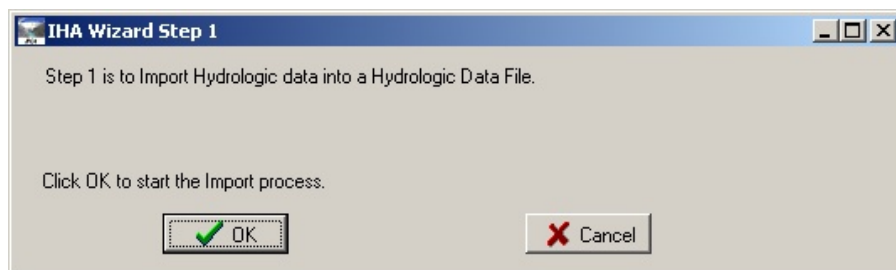 IHA Wizard Step 1
Step 1 is to Import Hydrologic data into a Hydrologic Data File.
Click OK to start the Import process.
OK Cancel